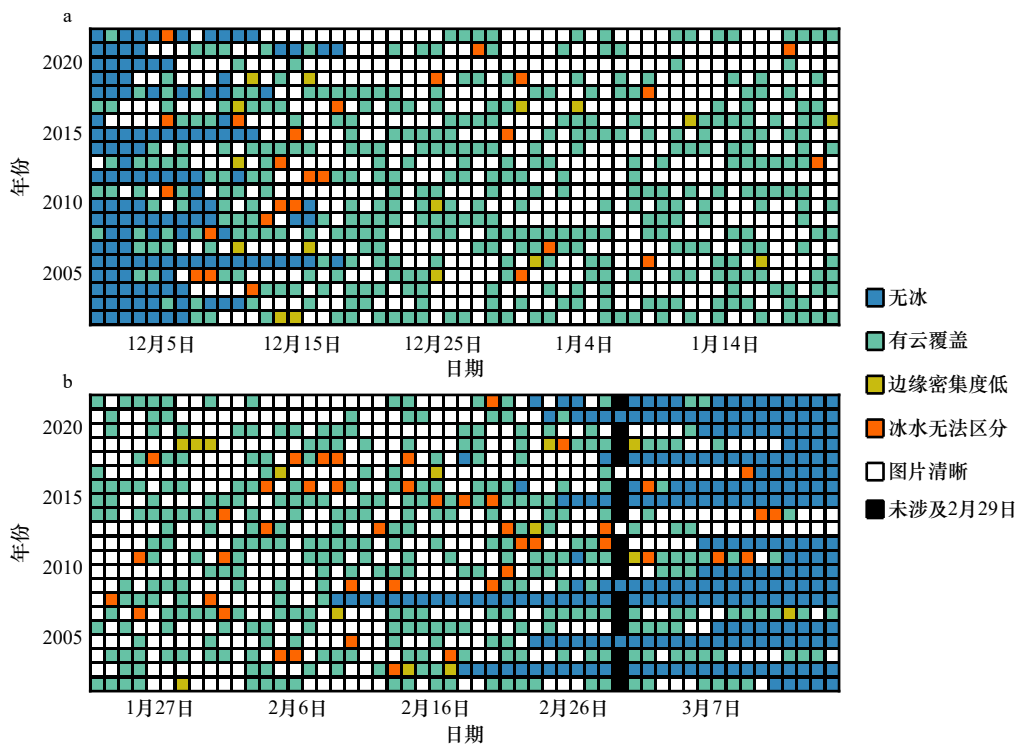 a
2020
2015
2010
2005
年份
12月5日 12月15日 12月25日 1月4日 1月14日
日期
b
2020
2015
2010
2005
年份
1月27日 2月6日 2月16日 2月26日 3月7日
日期
无冰
有云覆盖
边缘密集度低
冰水无法区分
图片清晰
未涉及2月29日